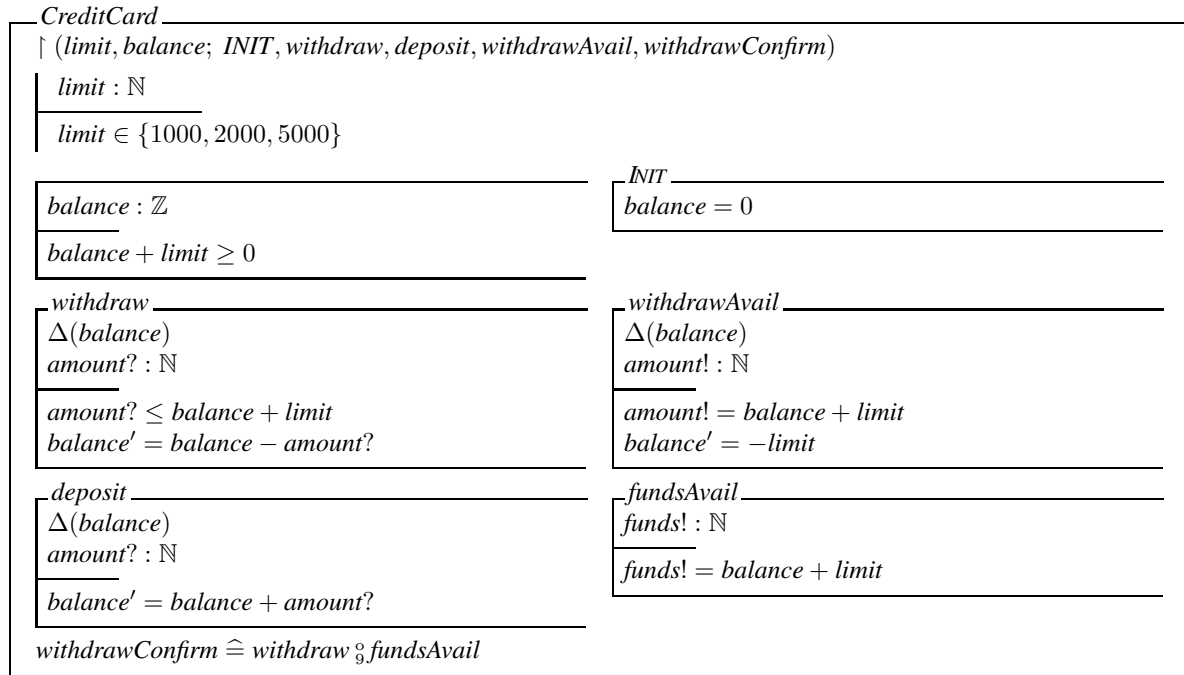 CreditCard
↾ (limit, balance; INIT, withdraw, deposit, withdrawAvail, withdrawConfirm)
limit : ℕ
limit ∈ {1000, 2000, 5000}
balance : ℤ
balance + limit ≥ 0
INIT
balance = 0
withdraw
Δ(balance)
amount? : ℕ
amount? ≤ balance + limit
balance′ = balance − amount?
withdrawAvail
Δ(balance)
amount! : ℕ
amount! = balance + limit
balance′ = −limit
deposit
Δ(balance)
amount? : ℕ
balance′ = balance + amount?
fundsAvail
funds! : ℕ
funds! = balance + limit
withdrawConfirm ≙ withdraw ⨟ fundsAvail